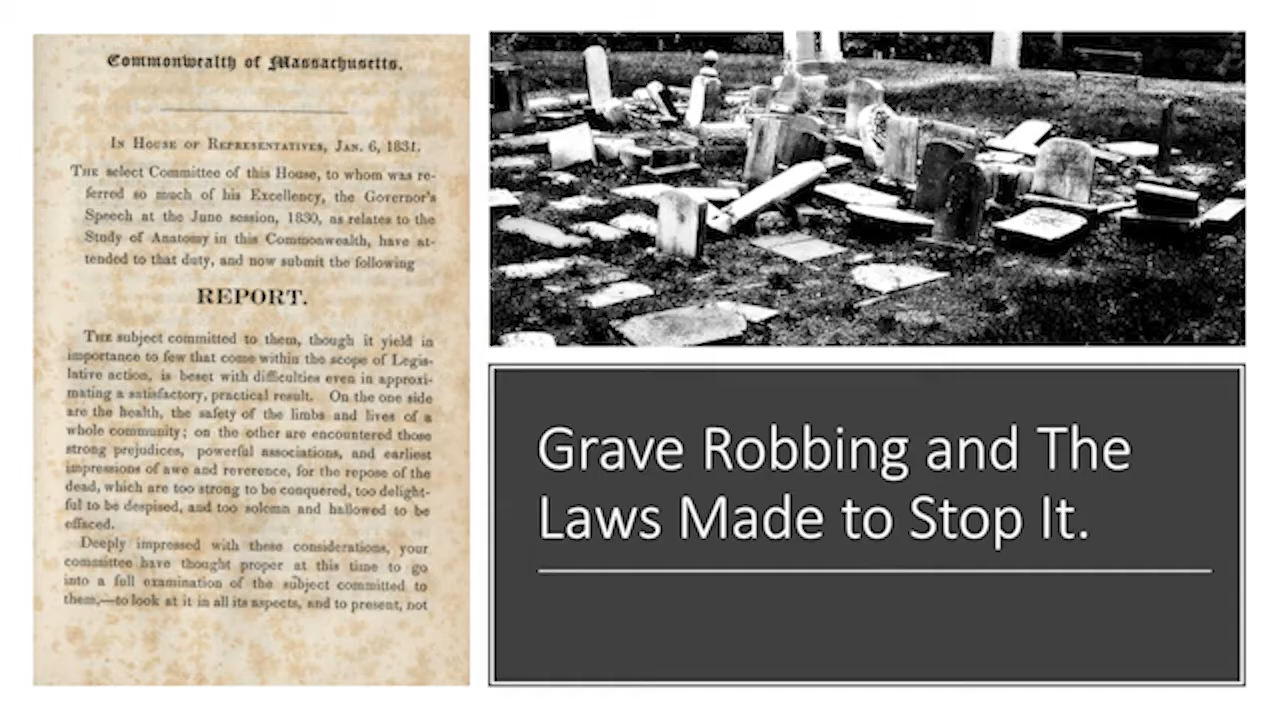 Commonwealth of Massachusetts.
IN HOUSE OF REPRESENTATIVES, JAN. 6, 1831.
THE select Committee of this House, to whom was re-
ferred so much of his Excellency, the Governor's
Speech at the June session, 1830, as relates to the
Study of Anatomy in this Commonwealth, have at-
tended to that duty, and now submit the following
REPORT.
THE subject committed to them, though it yield in
importance to few that come within the scope of Legis-
lative action, is beset with difficulties even in approxi-
mating a satisfactory, practical result. On the one side
are the health, the safety of the limbs and lives of a
whole community; on the other are encountered those
strong prejudices, powerful associations, and earliest
impressions of awe and reverence, for the repose of the
dead, which are too strong to be conquered, too delight-
ful to be despised, and too solemn and hallowed to be
effaced.
Deeply impressed with these considerations, your
committee have thought proper at this time to go
into a full examination of the subject committed to
them,—to look at it in all its aspects, and to present, not
Grave Robbing and The
Laws Made to Stop It.